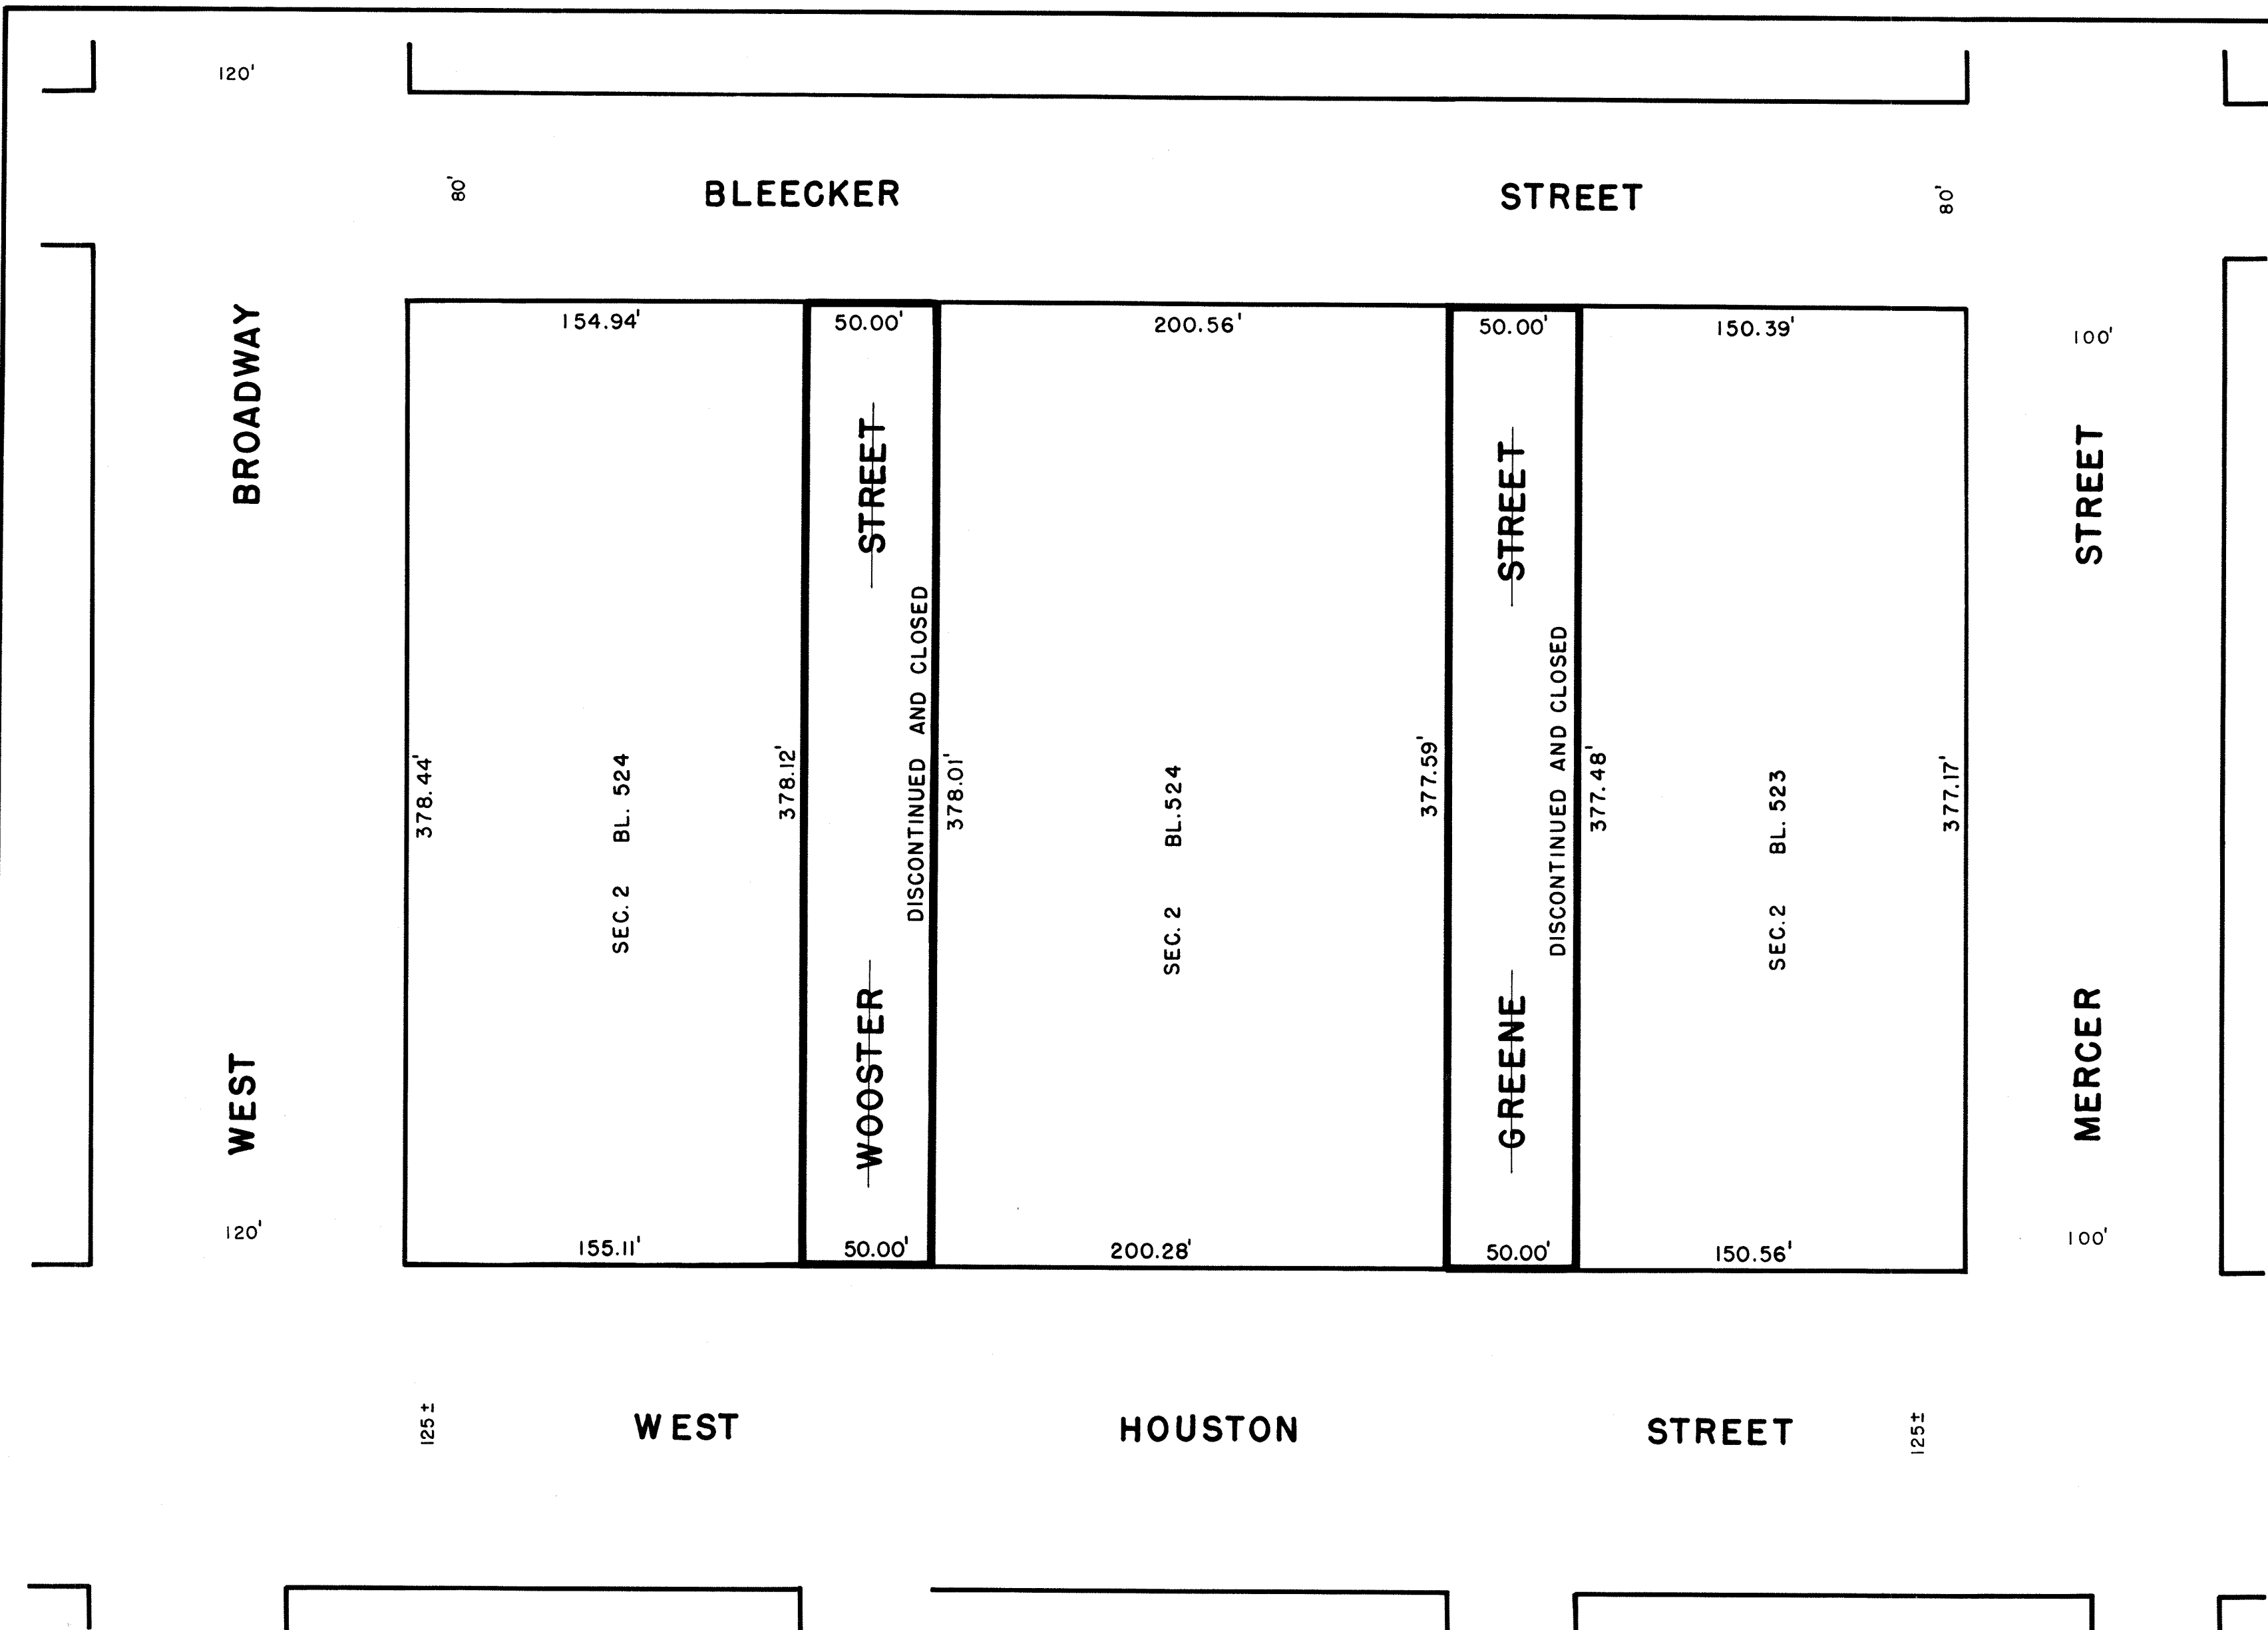 120'
80'
BLEECKER STREET
80'
BROADWAY
154.94'
50.00'
200.56'
50.00'
150.39'
100'
STREET
STREET
STREET
DISCONTINUED AND CLOSED
DISCONTINUED AND CLOSED
378.44'
SEC. 2 BL. 524
378.12'
378.01'
SEC. 2 BL. 524
377.59'
377.48'
SEC. 2 BL. 523
377.17'
WEST
WOOSTER
GREENE
MERCER
120'
155.11'
50.00'
200.28'
50.00'
150.56'
100'
125±
WEST HOUSTON STREET
125±